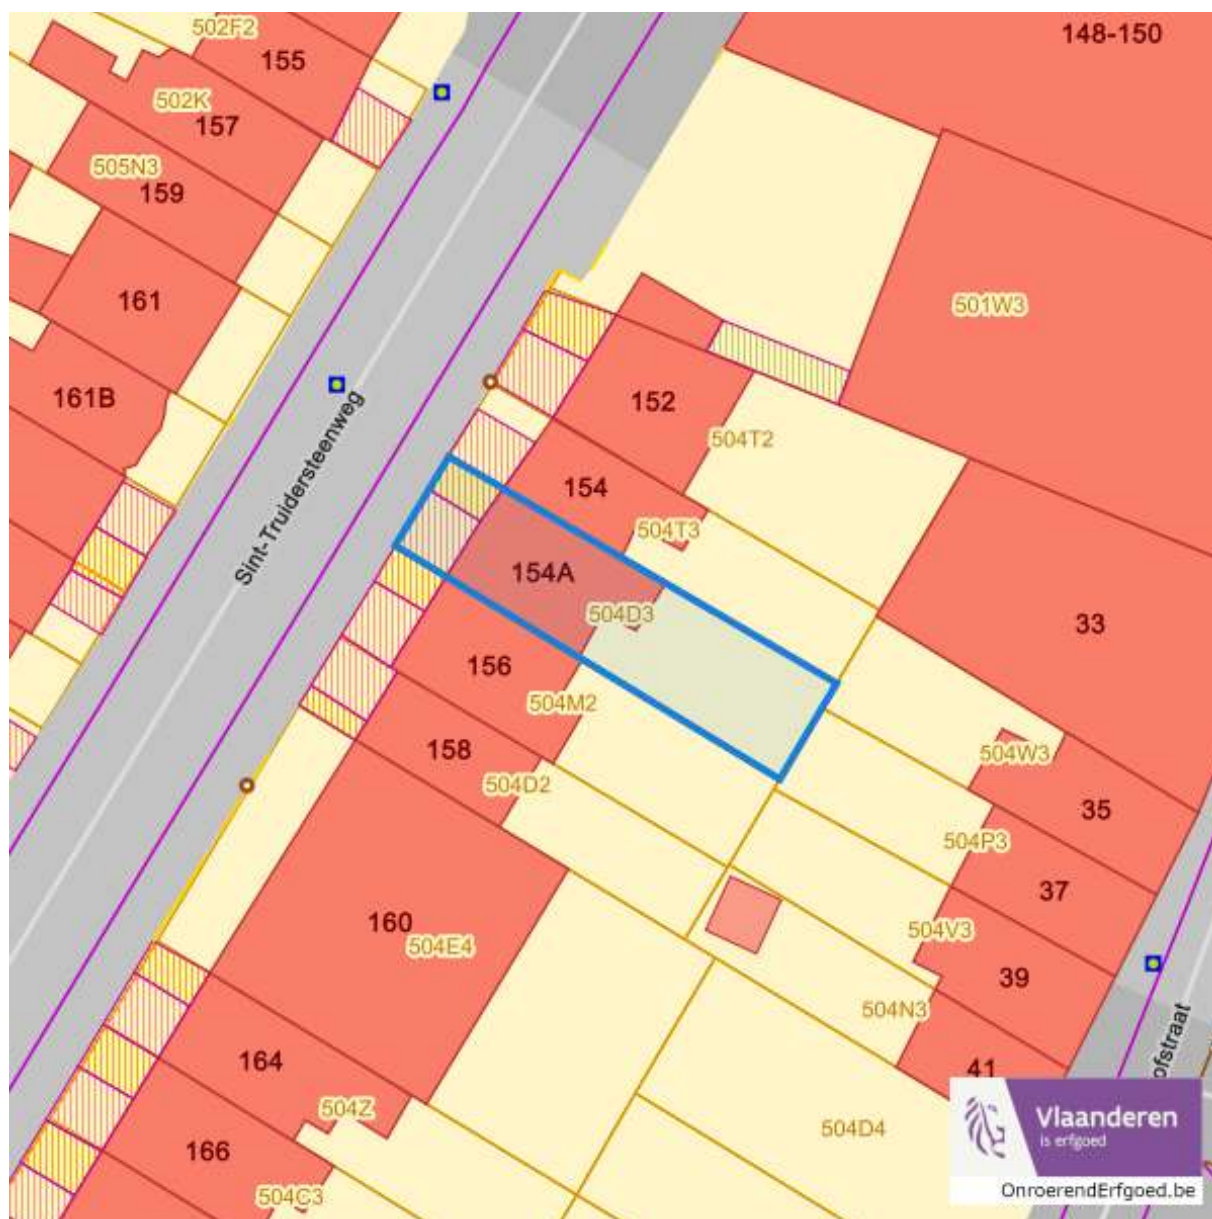 502F2
155
148-150
502K
157
505N3
159
161
501W3
161B
152
504T2
Sint-Truidersteenweg
154
504T3
154A
504D3
33
156
504M2
158
504D2
504W3
35
504P3
37
160
504E4
504V3
39
504N3
ofstraat
164
41
504Z
504D4
166
504C3
Vlaanderen
is erfgoed
OnroerendErfgoed.be